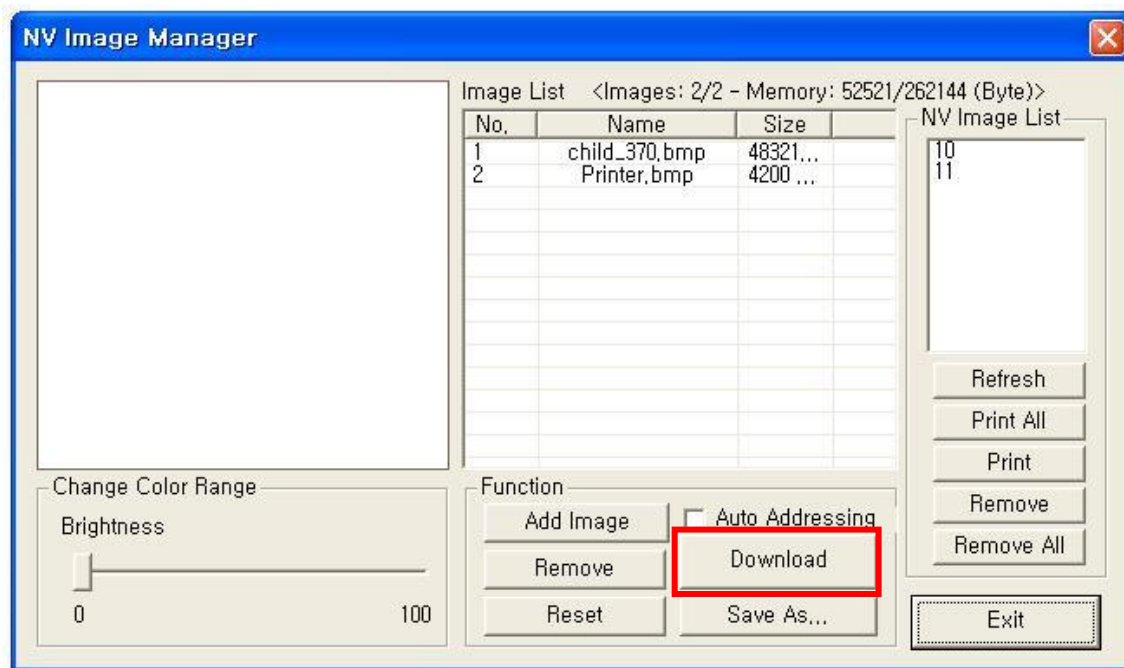 NV Image Manager
Image List <Images: 2/2 - Memory: 52521/262144 (Byte)>
No. Name Size
1 child_370.bmp 48321...
2 Printer.bmp 4200 ...
NV Image List
10
11
Refresh
Print All
Print
Remove
Remove All
Change Color Range
Brightness
0 100
Function
Add Image Auto Addressing
Remove Download
Reset Save As...
Exit